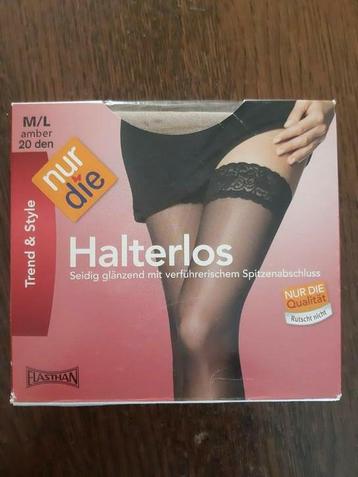 M/L
amber
20 den
nur
die
Trend & Style
Halterlos
Seidig glänzend mit verführerischem Spitzenabschluss
NUR DIE
Qualität
Rutscht nicht
ELASTHAN